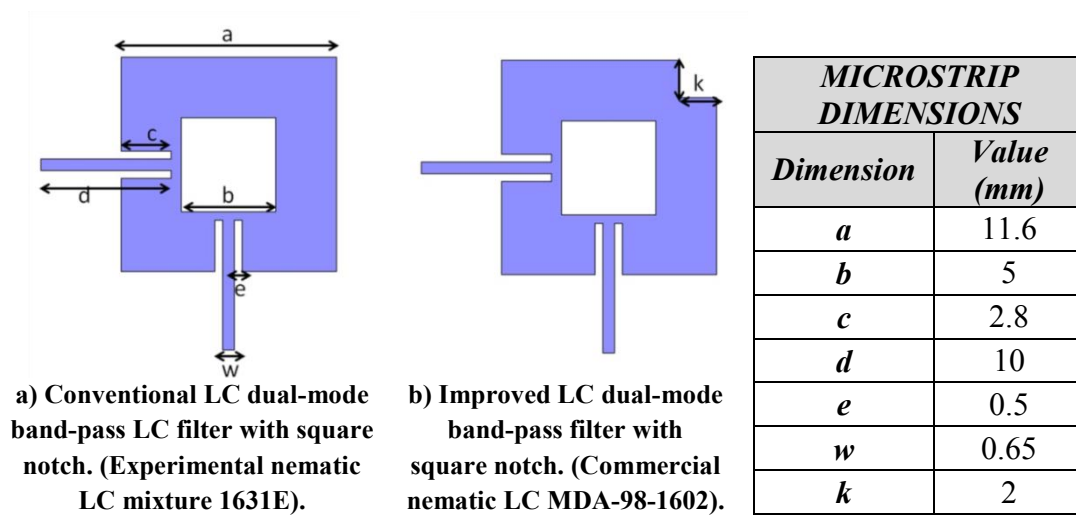 a
c
d
b
e
w
a) Conventional LC dual-mode
band-pass LC filter with square
notch. (Experimental nematic
LC mixture 1631E).
k
b) Improved LC dual-mode
band-pass filter with
square notch. (Commercial
nematic LC MDA-98-1602).
MICROSTRIP
DIMENSIONS
Dimension Value
(mm)
a 11.6
b 5
c 2.8
d 10
e 0.5
w 0.65
k 2